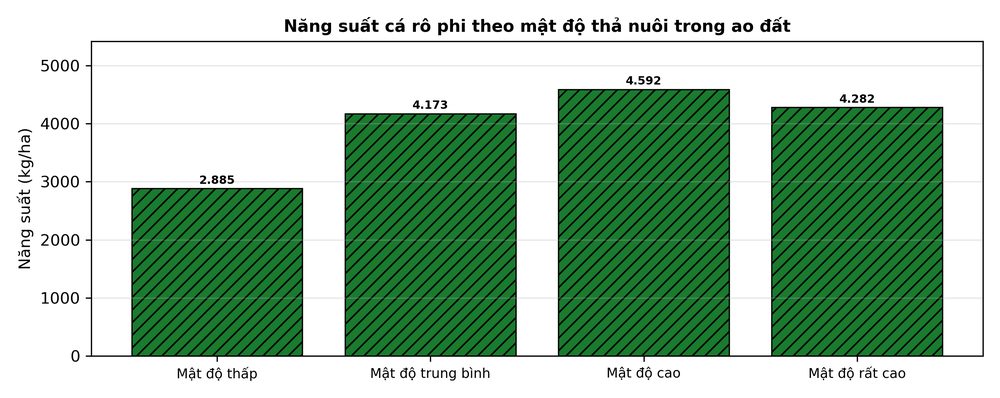 Năng suất cá rô phi theo mật độ thả nuôi trong ao đất
Năng suất (kg/ha)
5000
4000
3000
2000
1000
0
2.885
4.173
4.592
4.282
Mật độ thấp
Mật độ trung bình
Mật độ cao
Mật độ rất cao